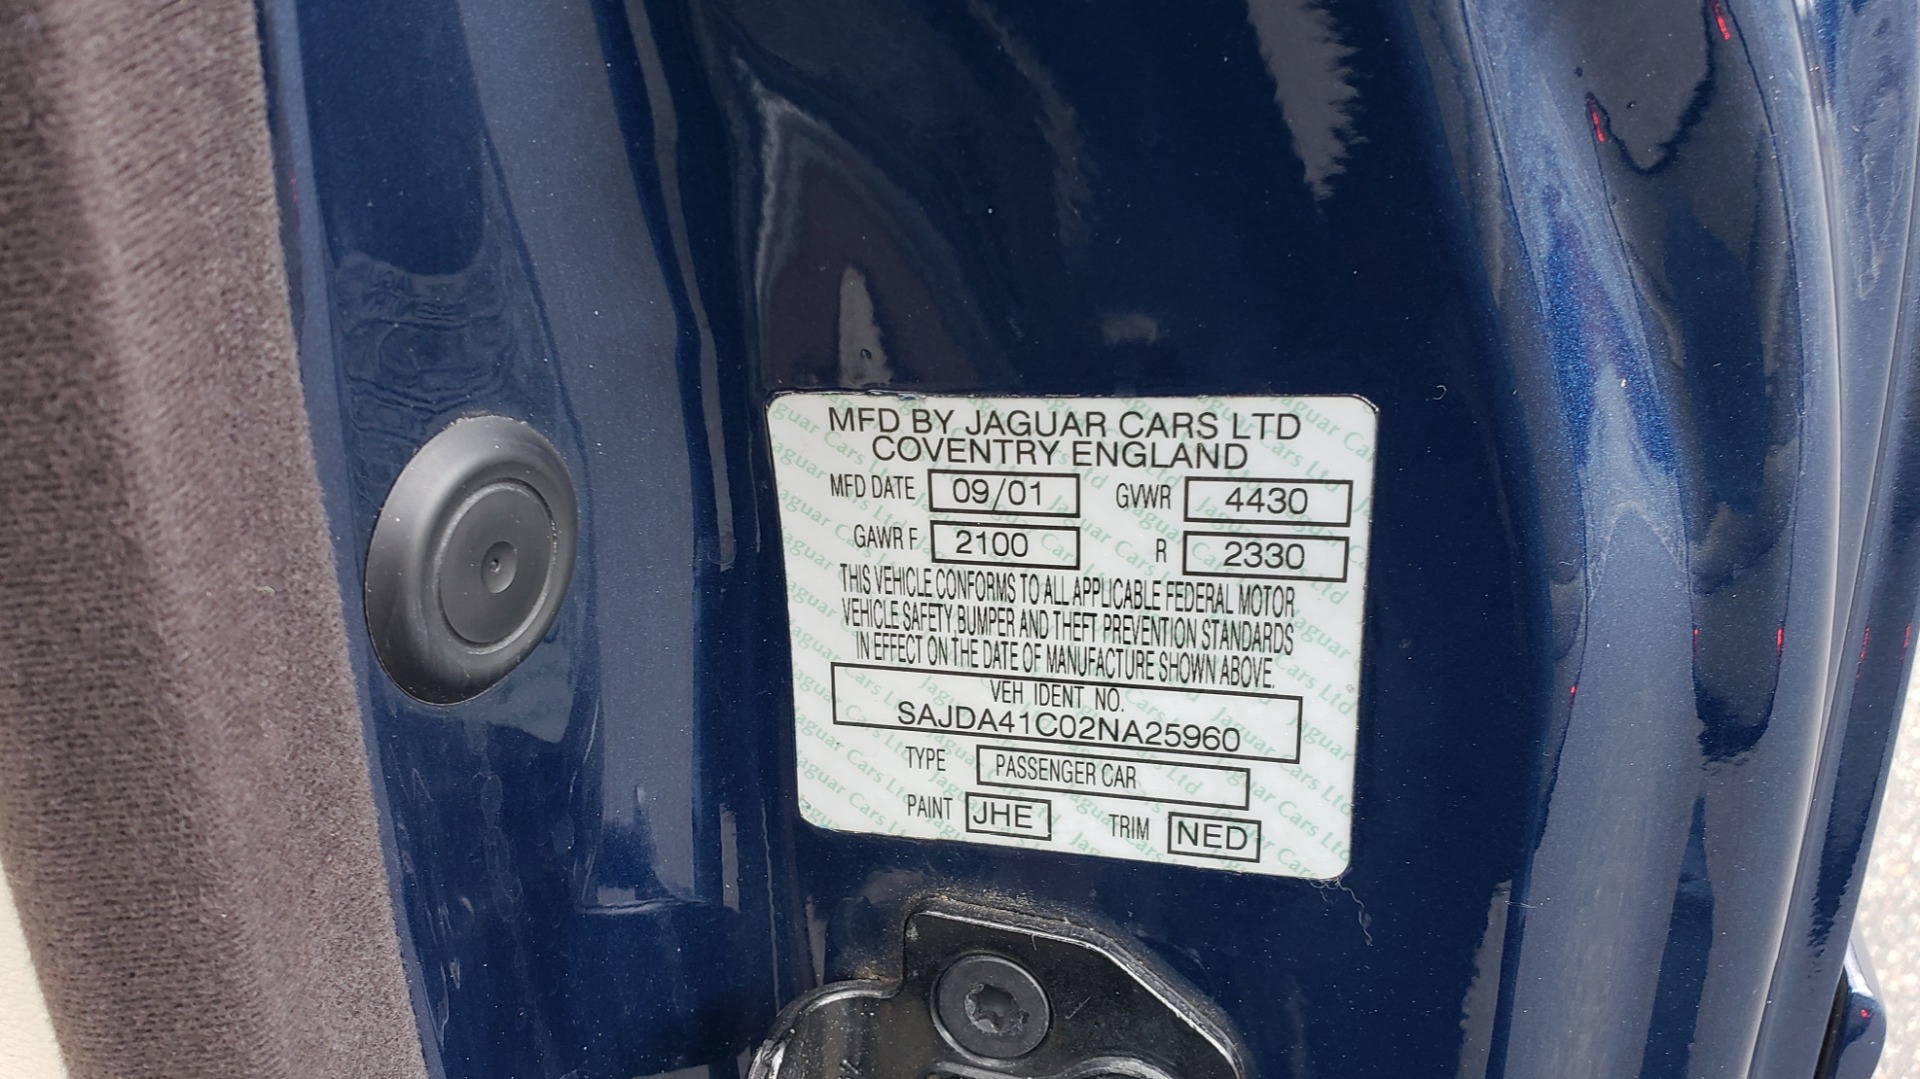 MFD BY JAGUAR CARS LTD
COVENTRY ENGLAND
MFD DATE 09/01 GVWR 4430
GAWR F 2100 R 2330
THIS VEHICLE CONFORMS TO ALL APPLICABLE FEDERAL MOTOR
VEHICLE SAFETY, BUMPER AND THEFT PREVENTION STANDARDS
IN EFFECT ON THE DATE OF MANUFACTURE SHOWN ABOVE.
VEH IDENT NO.
SAJDA41C02NA25960
TYPE PASSENGER CAR
PAINT JHE TRIM NED